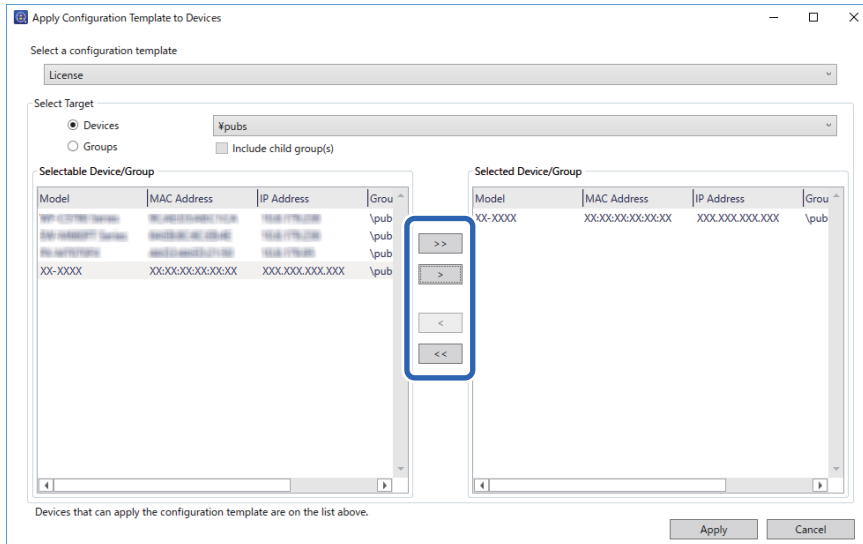 Apply Configuration Template to Devices
Select a configuration template
License
Select Target
Devices ¥pubs
Groups Include child group(s)
Selectable Device/Group Selected Device/Group
Model MAC Address IP Address Grou Model MAC Address IP Address Grou
\pub XX-XXXX XX:XX:XX:XX:XX:XX XXX.XXX.XXX.XXX \pub
\pub >>
\pub
XX-XXXX XX:XX:XX:XX:XX:XX XXX.XXX.XXX.XXX \pub >
<
<<
Devices that can apply the configuration template are on the list above.
Apply Cancel